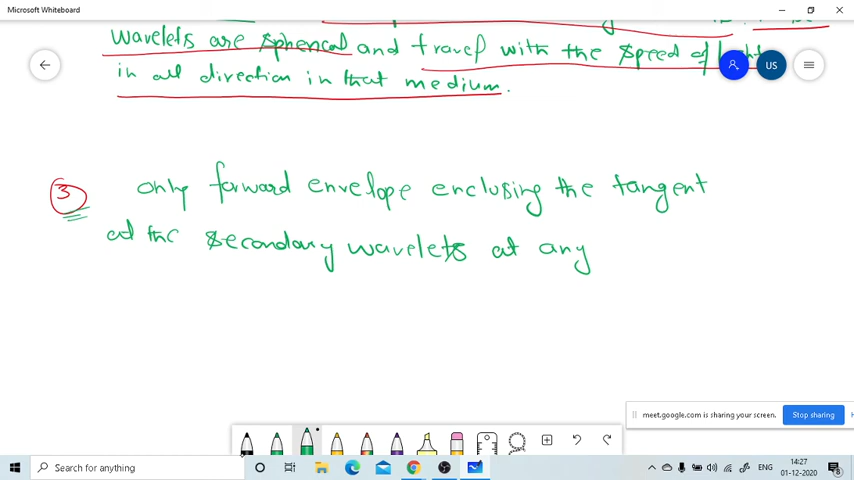 Microsoft Whiteboard
wavelets are spherical and travel with the speed of light
in all direction in that medium.
US
3 only forward envelope enclusing the tangent
at the secondary wavelets at any
meet.google.com is sharing your screen.
Stop sharing
Search for anything
ENG
14:27
01-12-2020